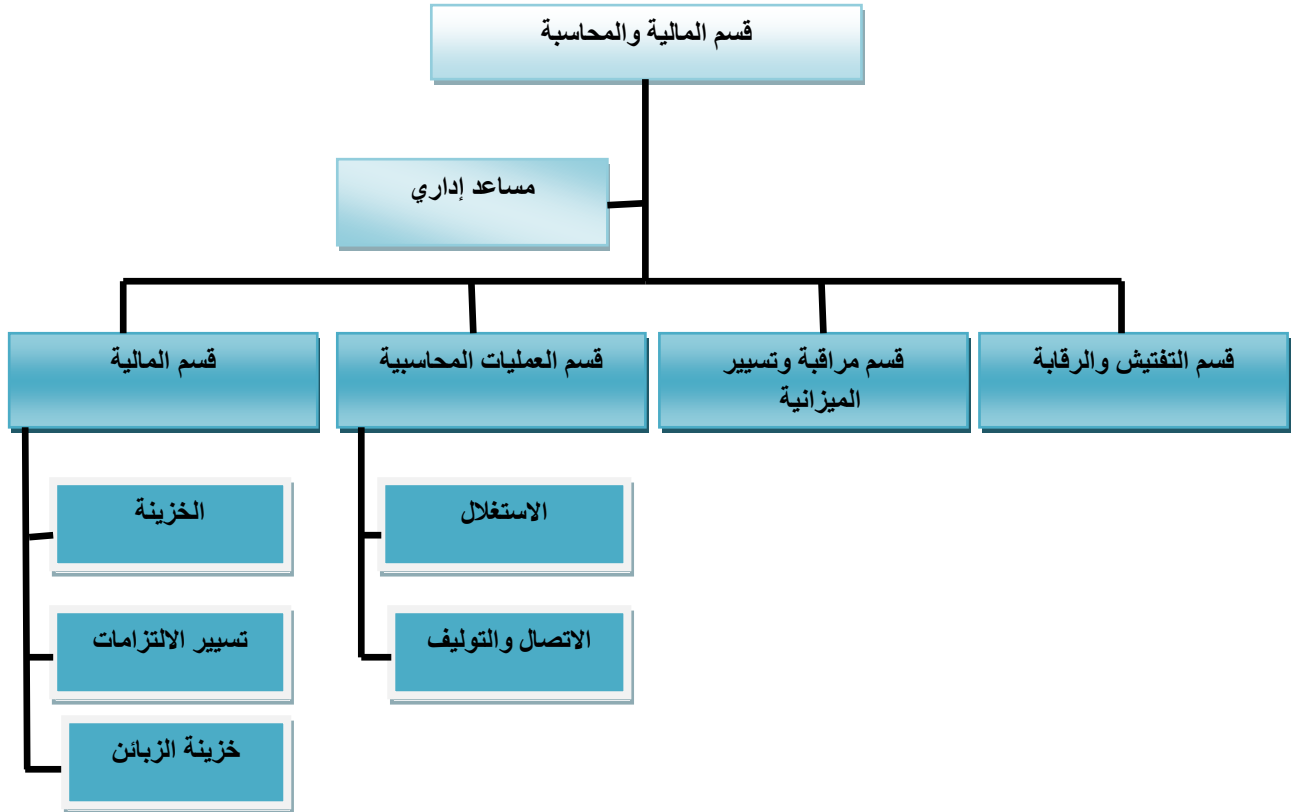 قسم المالية والمحاسبة
مساعد إداري
قسم التفتيش والرقابة
قسم مراقبة وتسيير
الميزانية
قسم العمليات المحاسبية
قسم المالية
الاستغلال
الاتصال والتوليف
الخزينة
تسيير الالتزامات
خزينة الزبائن